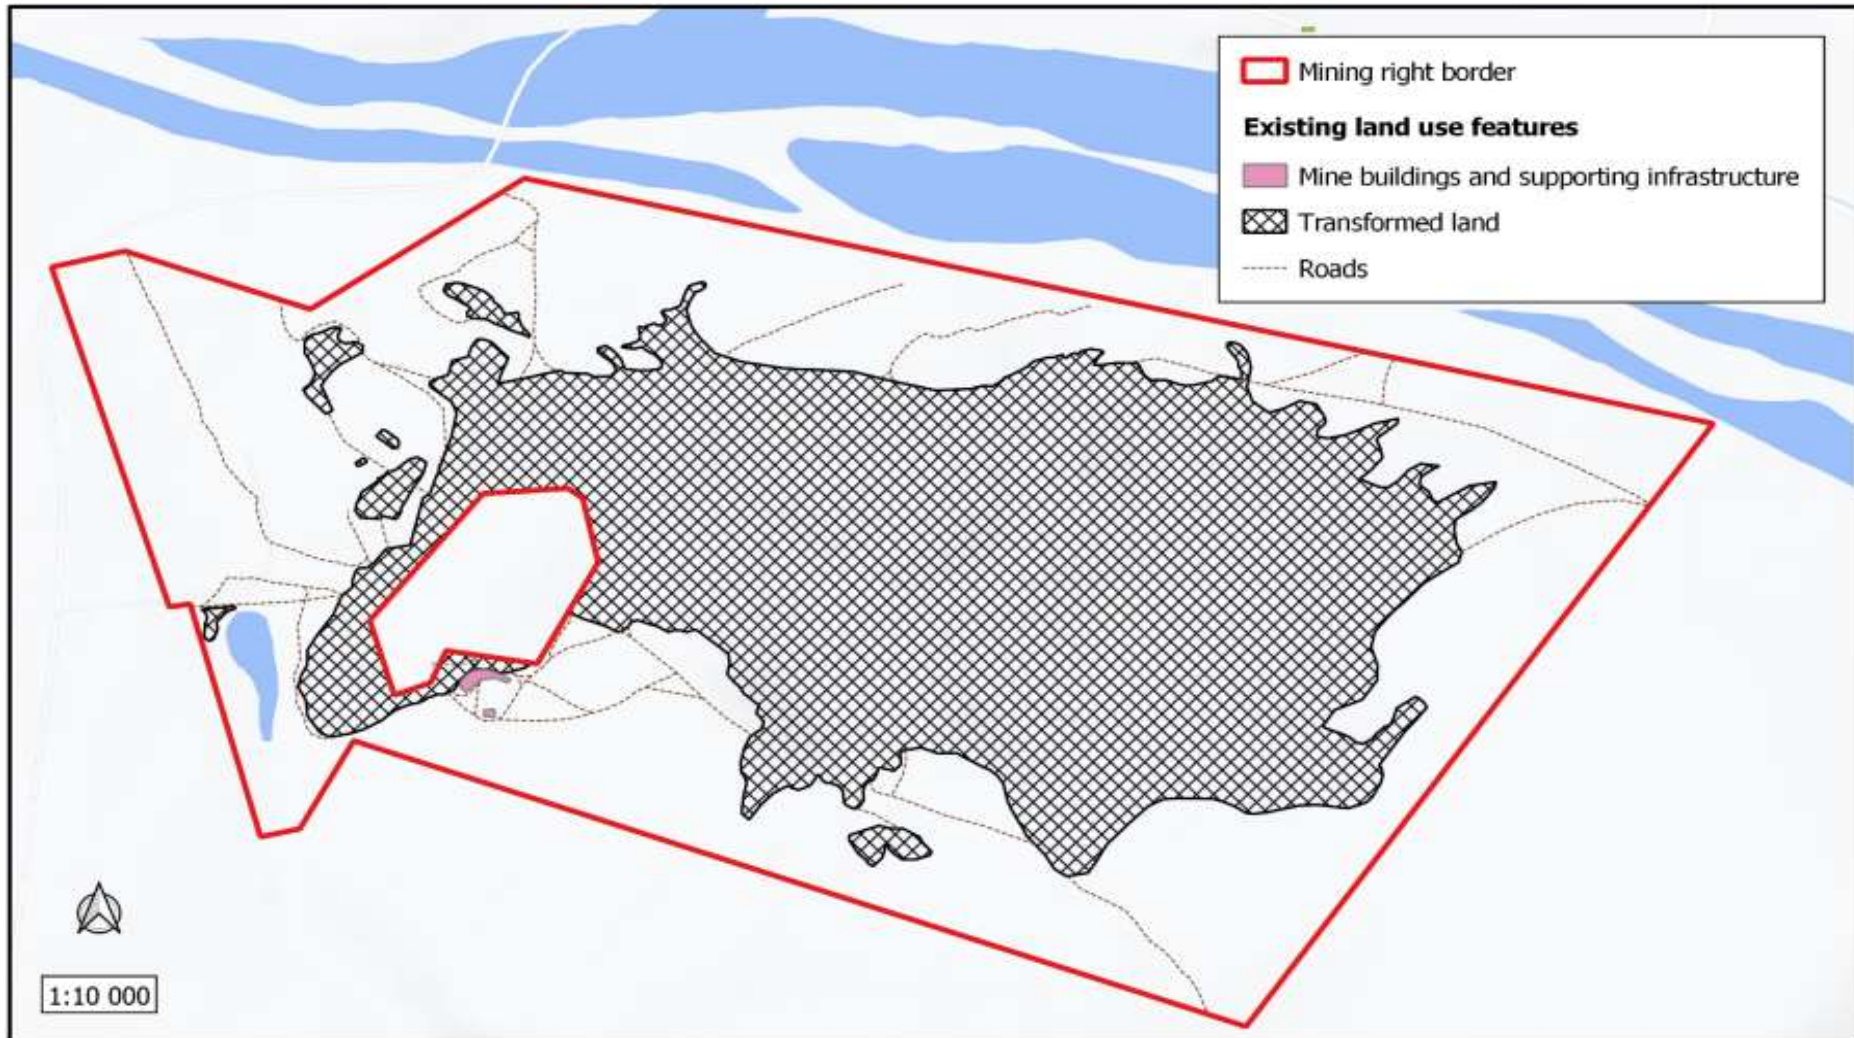 Mining right border
Existing land use features
Mine buildings and supporting infrastructure
Transformed land
Roads
1:10 000